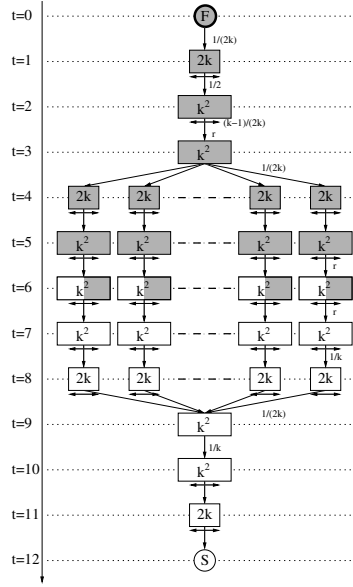 t=0 F
1/(2k)
t=1 2k
1/2
t=2 k²
(k−1)/(2k)
r
t=3 k²
1/(2k)
t=4 2k 2k 2k 2k
t=5 k² k² k² k²
r
t=6 k² k² k² k²
r
t=7 k² k² k² k²
1/k
t=8 2k 2k 2k 2k
1/(2k)
t=9 k²
1/k
t=10 k²
t=11 2k
t=12 S